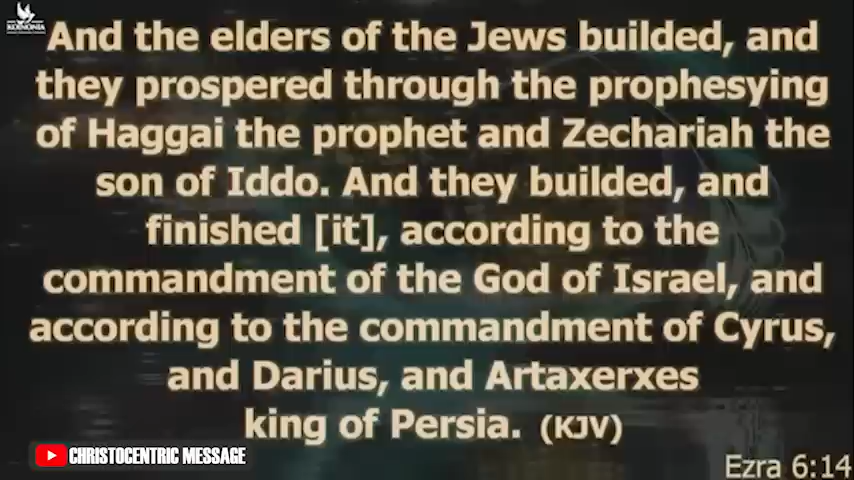 KOINONIA
And the elders of the Jews builded, and
they prospered through the prophesying
of Haggai the prophet and Zechariah the
son of Iddo. And they builded, and
finished [it], according to the
commandment of the God of Israel, and
according to the commandment of Cyrus,
and Darius, and Artaxerxes
king of Persia. (KJV)
CHRISTOCENTRIC MESSAGE
Ezra 6:14